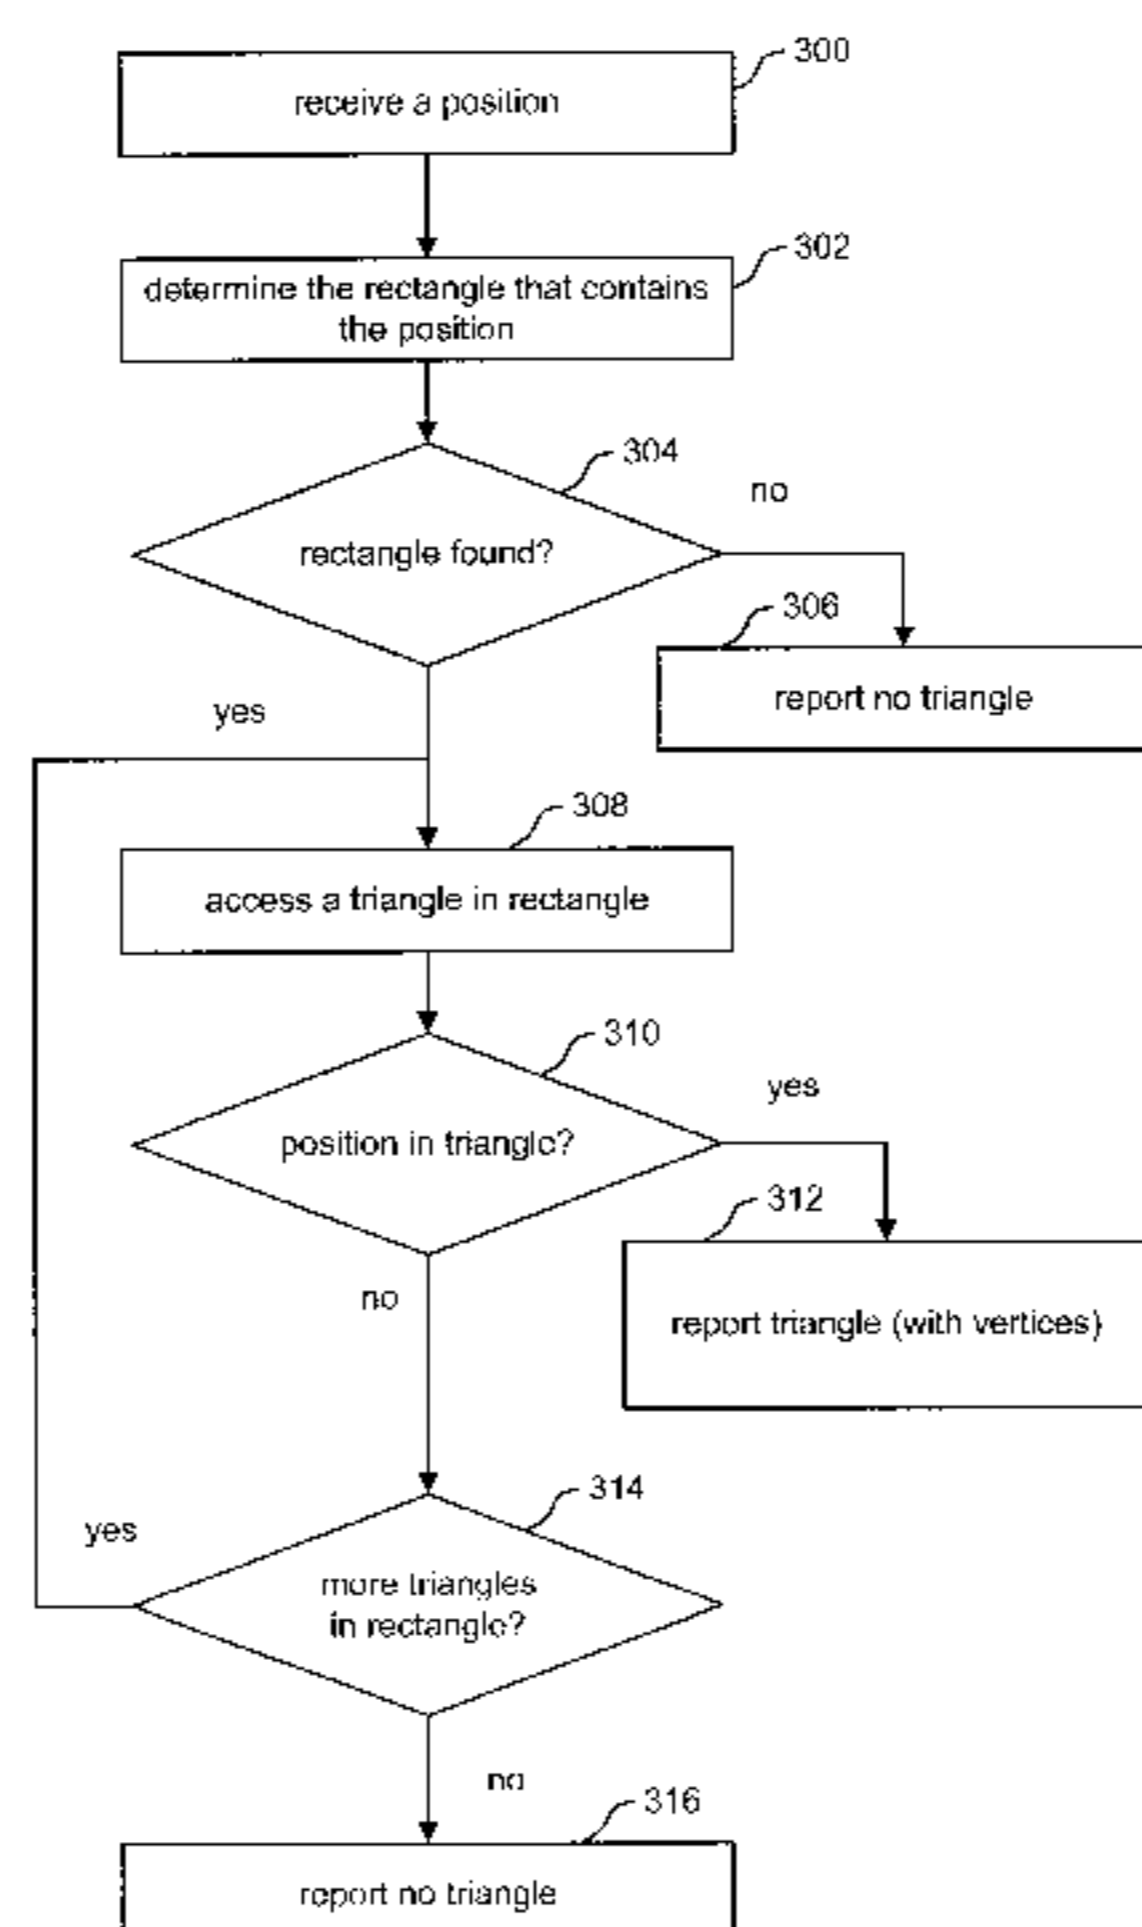 300
receive a position
302
determine the rectangle that contains
the position
304
no
rectangle found?
306
report no triangle
yes
308
access a triangle in rectangle
310
yes
position in triangle?
312
no
report triangle (with vertices)
314
yes
more triangles
in rectangle?
no
316
report no triangle